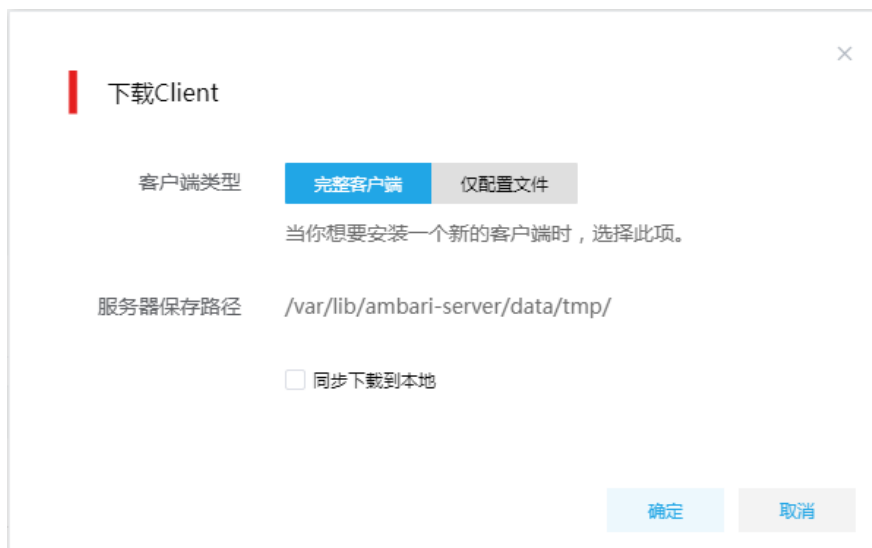 下载Client
客户端类型 完整客户端 仅配置文件
当你想要安装一个新的客户端时，选择此项。
服务器保存路径 /var/lib/ambari-server/data/tmp/
同步下载到本地
确定 取消